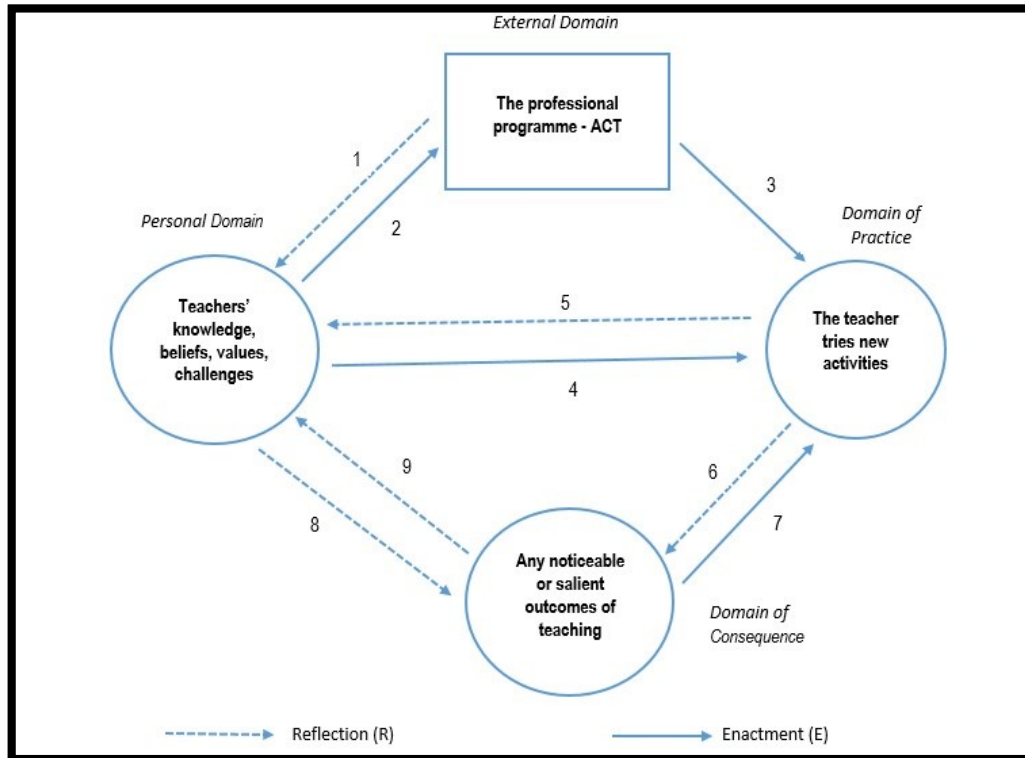 External Domain
The professional
programme - ACT
1
2
3
Personal Domain
Domain of
Practice
Teachers’
knowledge,
beliefs, values,
challenges
5
4
The teacher
tries new
activities
9
8
6
7
Any noticeable
or salient
outcomes of
teaching
Domain of
Consequence
Reflection (R)
Enactment (E)